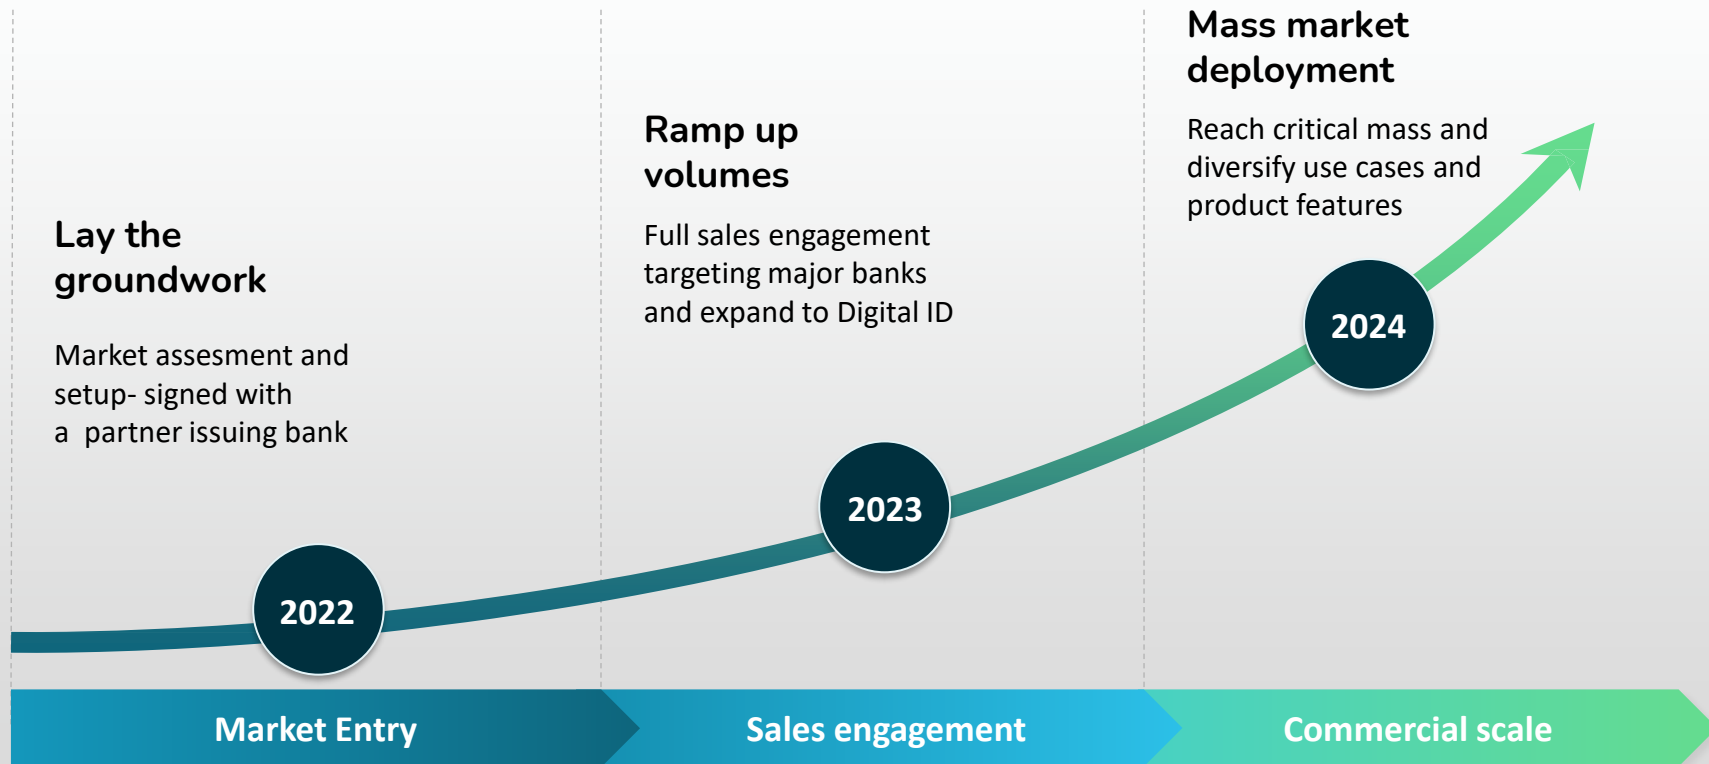 Lay the
groundwork
Market assesment and
setup- signed with
a  partner issuing bank
2022
Ramp up
volumes
Full sales engagement
targeting major banks
and expand to Digital ID
2023
Mass market
deployment
Reach critical mass and
diversify use cases and
product features
2024
Market Entry
Sales engagement
Commercial scale